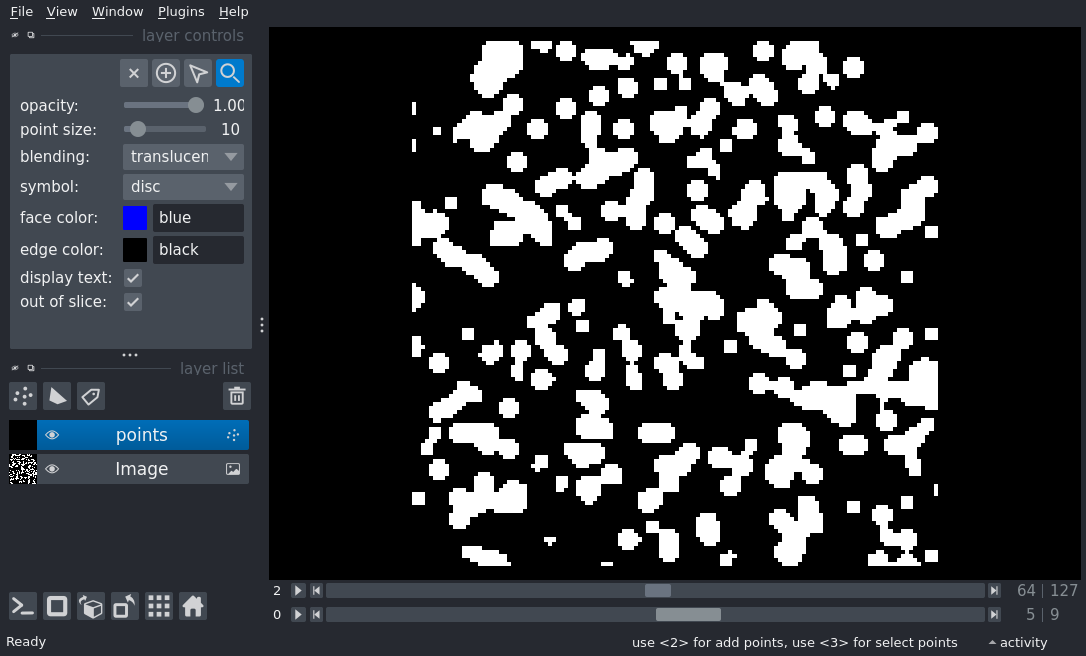 File View Window Plugins Help
layer controls
opacity: 1.00
point size: 10
blending: translucen
symbol: disc
face color: blue
edge color: black
display text:
out of slice:
layer list
points
Image
2 64 | 127
0 5 | 9
Ready use <2> for add points, use <3> for select points activity